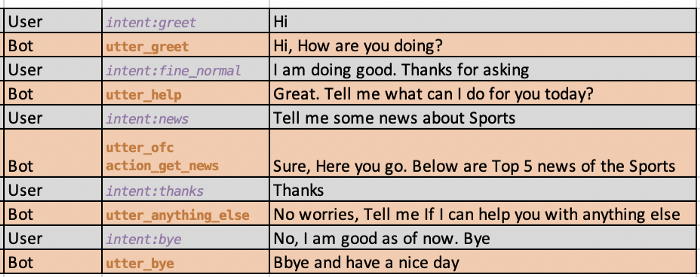 User intent:greet Hi
Bot utter_greet Hi, How are you doing?
User intent:fine_normal I am doing good. Thanks for asking
Bot utter_help Great. Tell me what can I do for you today?
User intent:news Tell me some news about Sports
utter_ofc
Bot action_get_news Sure, Here you go. Below are Top 5 news of the Sports
User intent:thanks Thanks
Bot utter_anything_else No worries, Tell me If I can help you with anything else
User intent:bye No, I am good as of now. Bye
Bot utter_bye Bbye and have a nice day